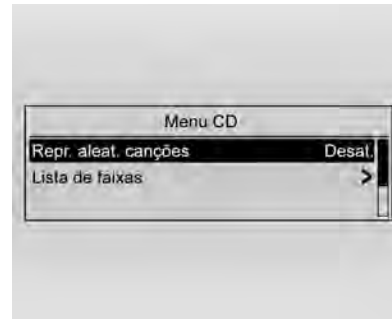 Menu CD
Repr. aleat. canções Desat.
Lista de faixas >